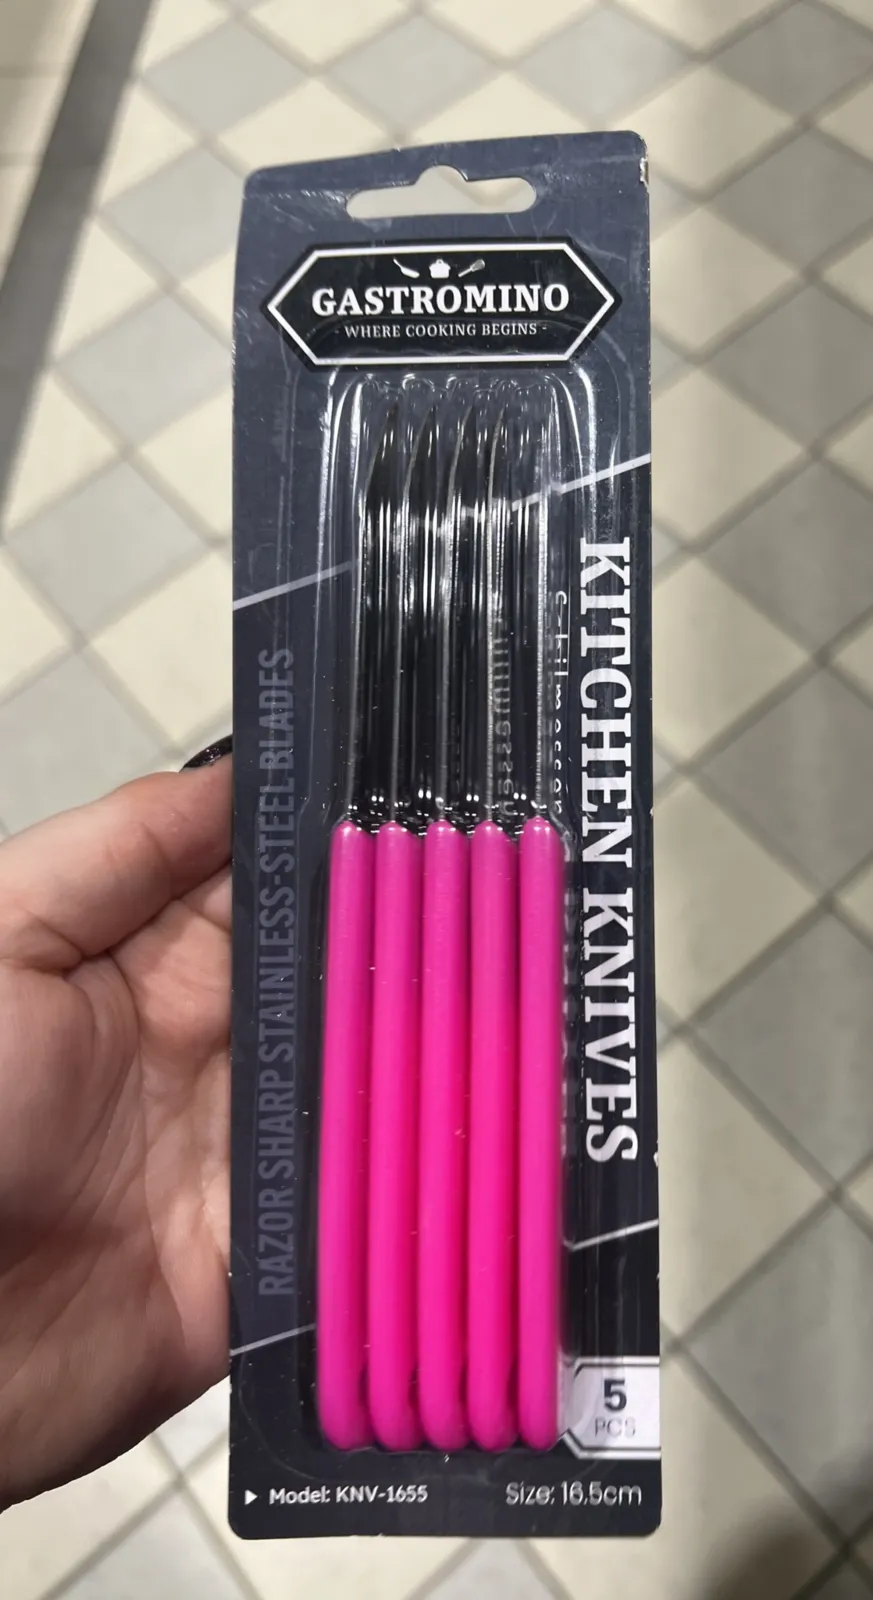 GASTROMINO
- WHERE COOKING BEGINS -
KITCHEN KNIVES
RAZOR SHARP STAINLESS-STEEL BLADES
5
PCS
Model: KNV-1655
Size: 16,5cm